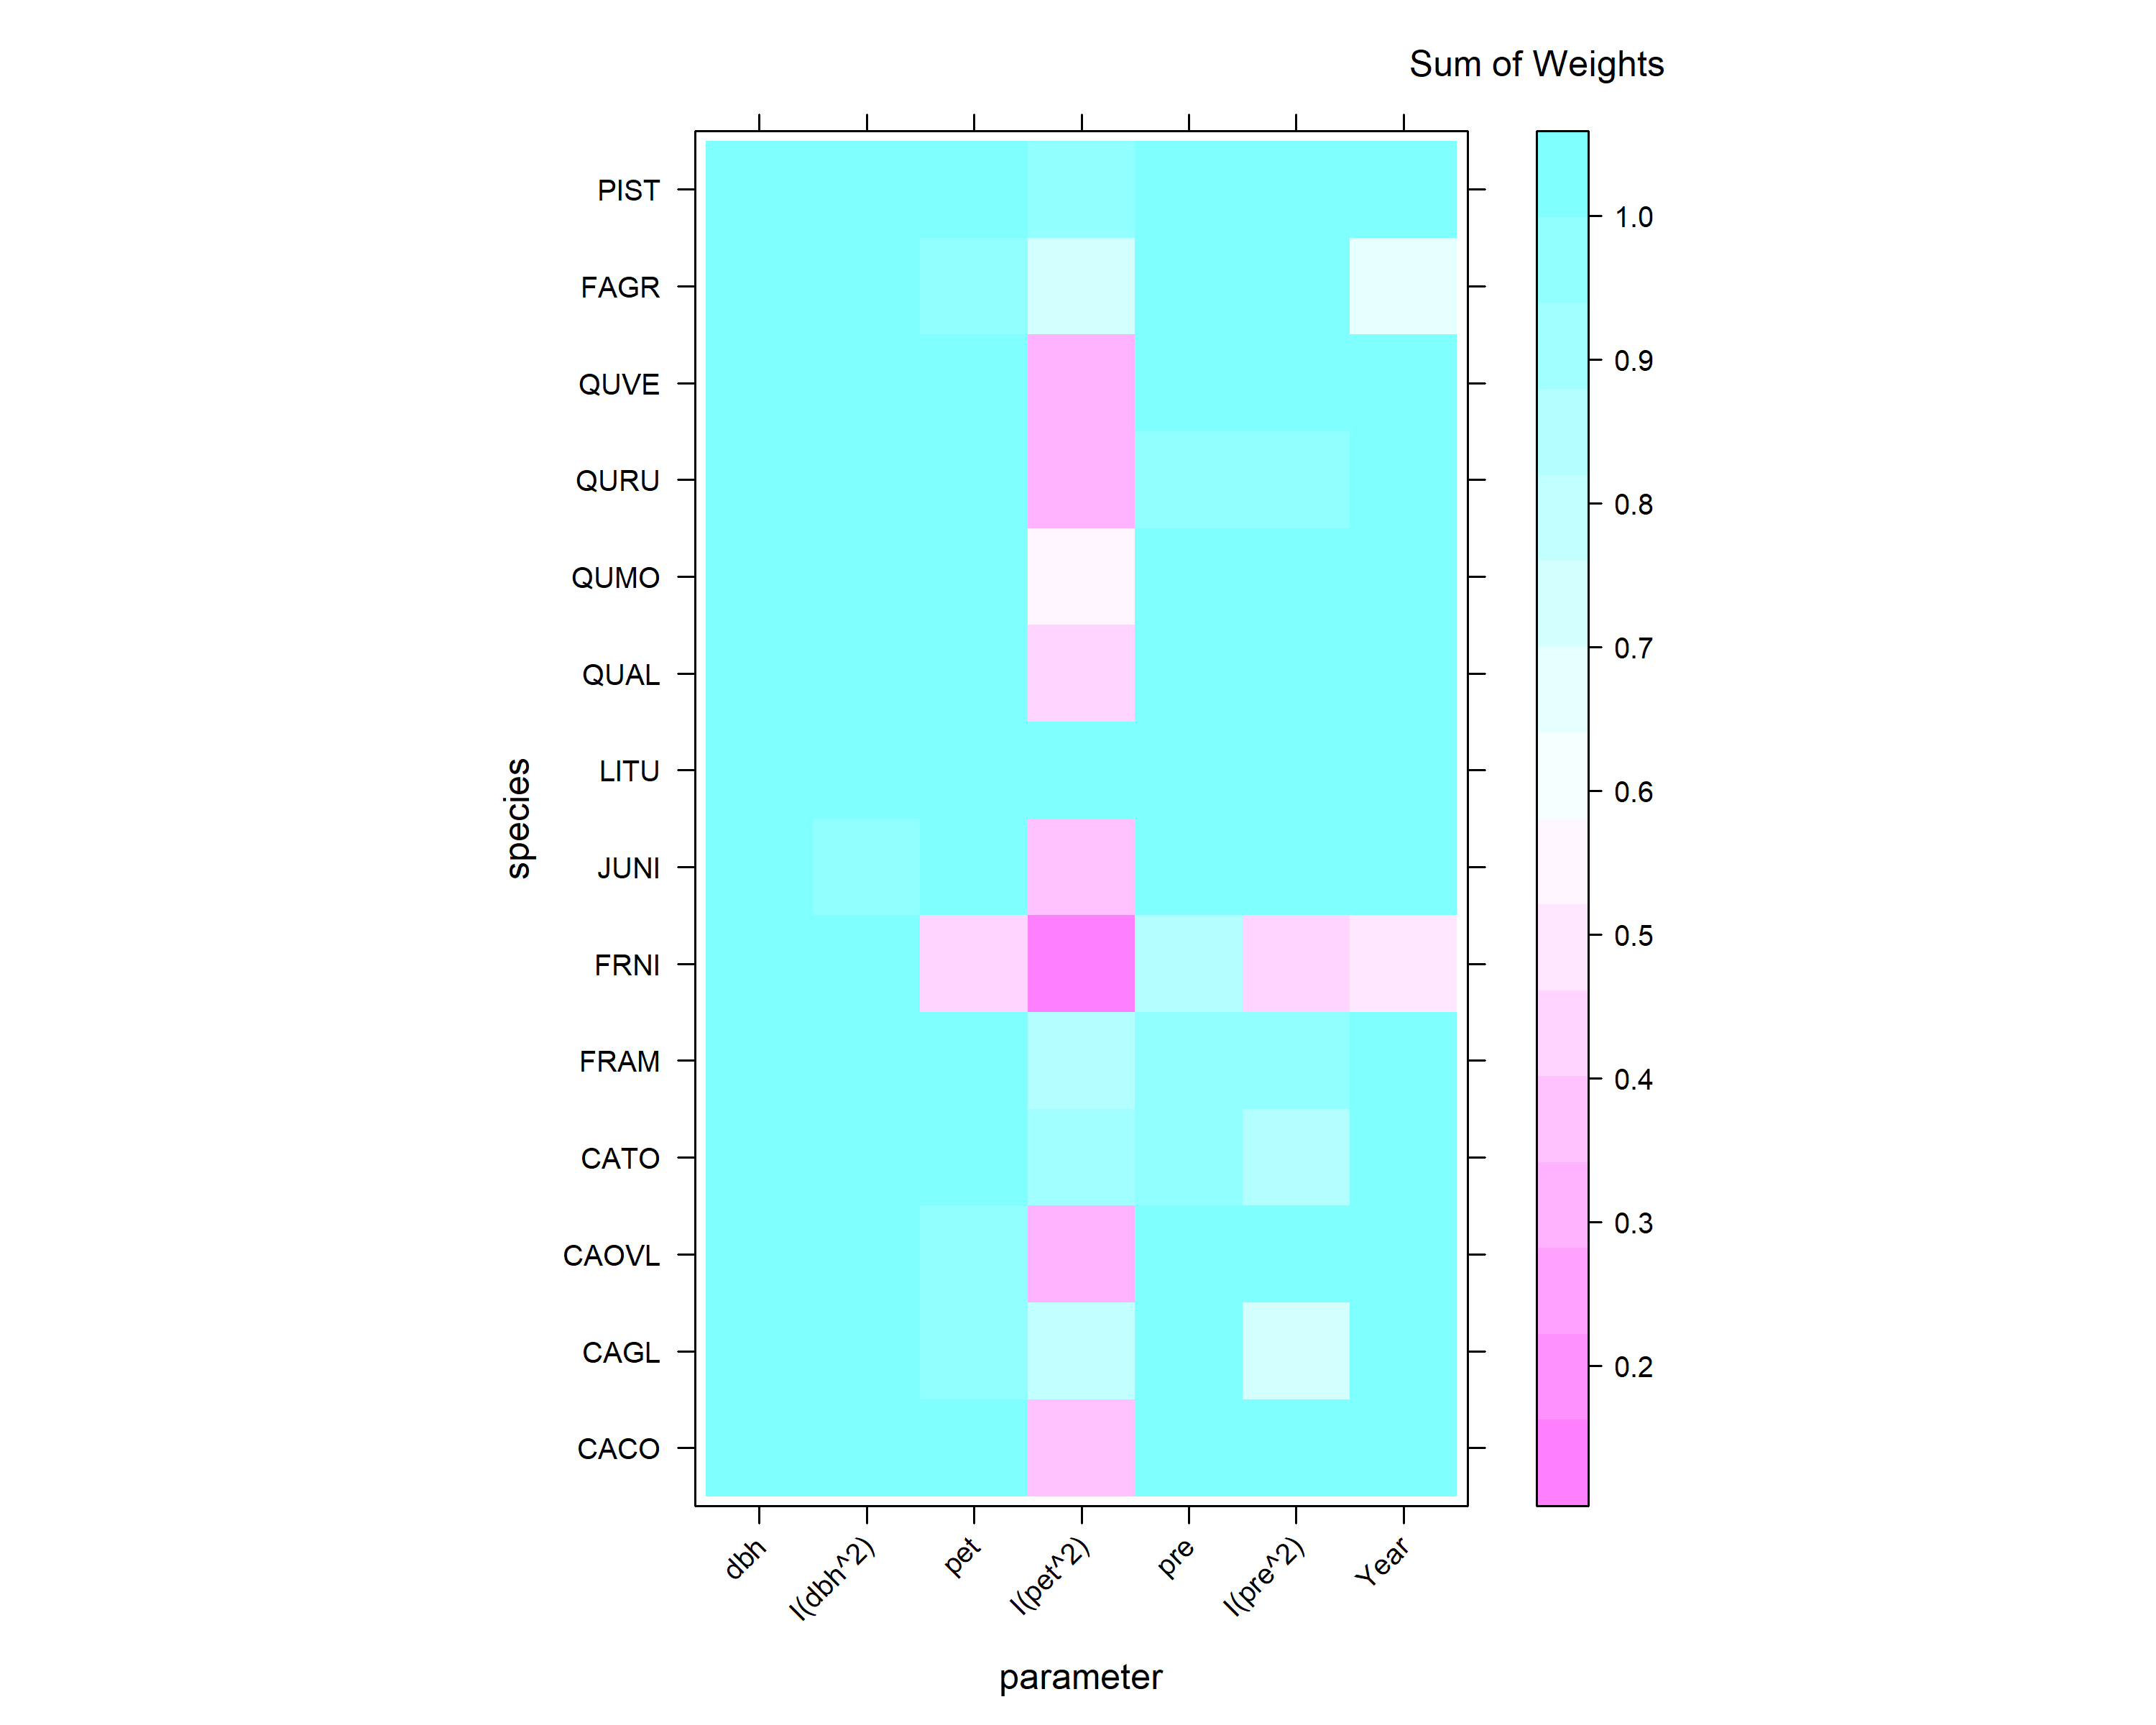 Sum of Weights
PIST
FAGR
QUVE
QURU
QUMO
QUAL
LITU
JUNI
FRNI
FRAM
CATO
CAOVL
CAGL
CACO
species
1.0
0.9
0.8
0.7
0.6
0.5
0.4
0.3
0.2
dbh
I(dbh^2)
pet
I(pet^2)
pre
I(pre^2)
Year
parameter